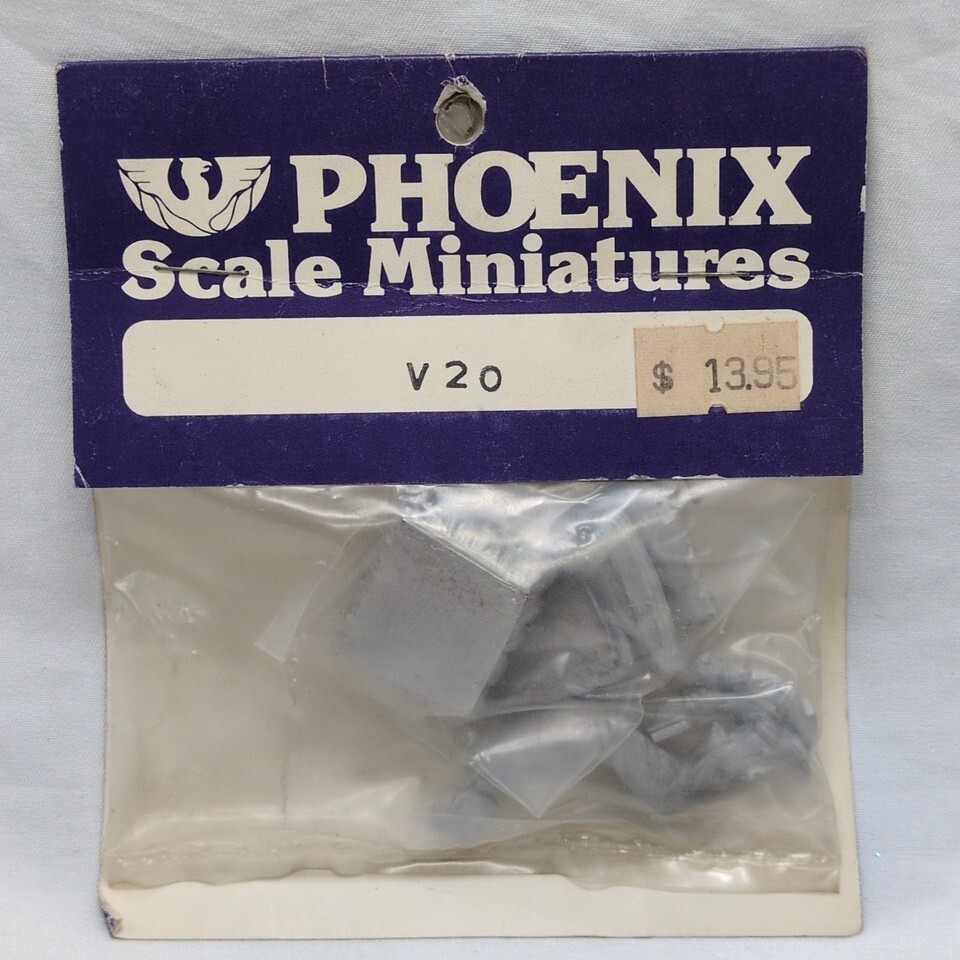 PHOENIX
Scale Miniatures
V20 $ 13.95